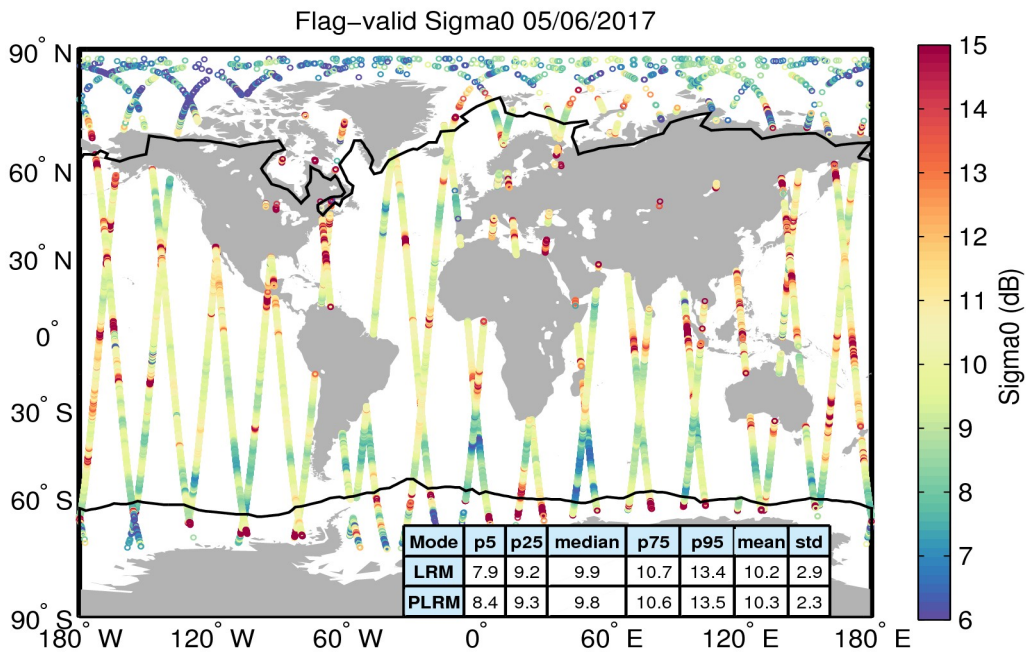 Flag−valid Sigma0 05/06/2017
90° N
60° N
30° N
0°
30° S
60° S
90° S
180° W
120° W
60° W
0°
60° E
120° E
180° E
Mode p5 p25 median p75 p95 mean std
LRM 7.9 9.2 9.9 10.7 13.4 10.2 2.9
PLRM 8.4 9.3 9.8 10.6 13.5 10.3 2.3
15
14
13
12
11
10
9
8
7
6
Sigma0 (dB)